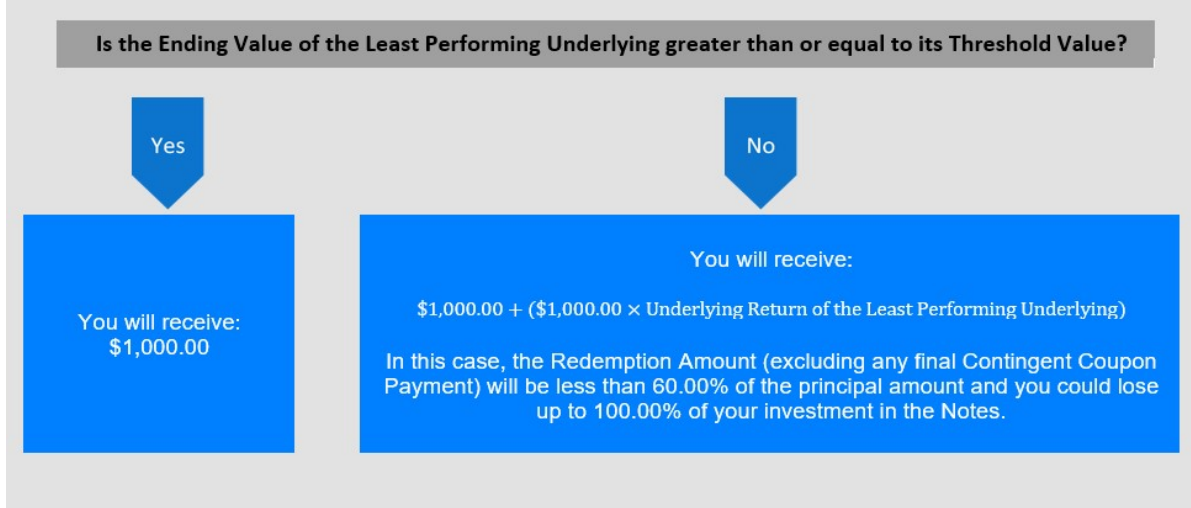 Is the Ending Value of the Least Performing Underlying greater than or equal to its Threshold Value?
Yes
No
You will receive:
$1,000.00
You will receive:
$1,000.00 + ($1,000.00 × Underlying Return of the Least Performing Underlying)
In this case, the Redemption Amount (excluding any final Contingent Coupon
Payment) will be less than 60.00% of the principal amount and you could lose
up to 100.00% of your investment in the Notes.